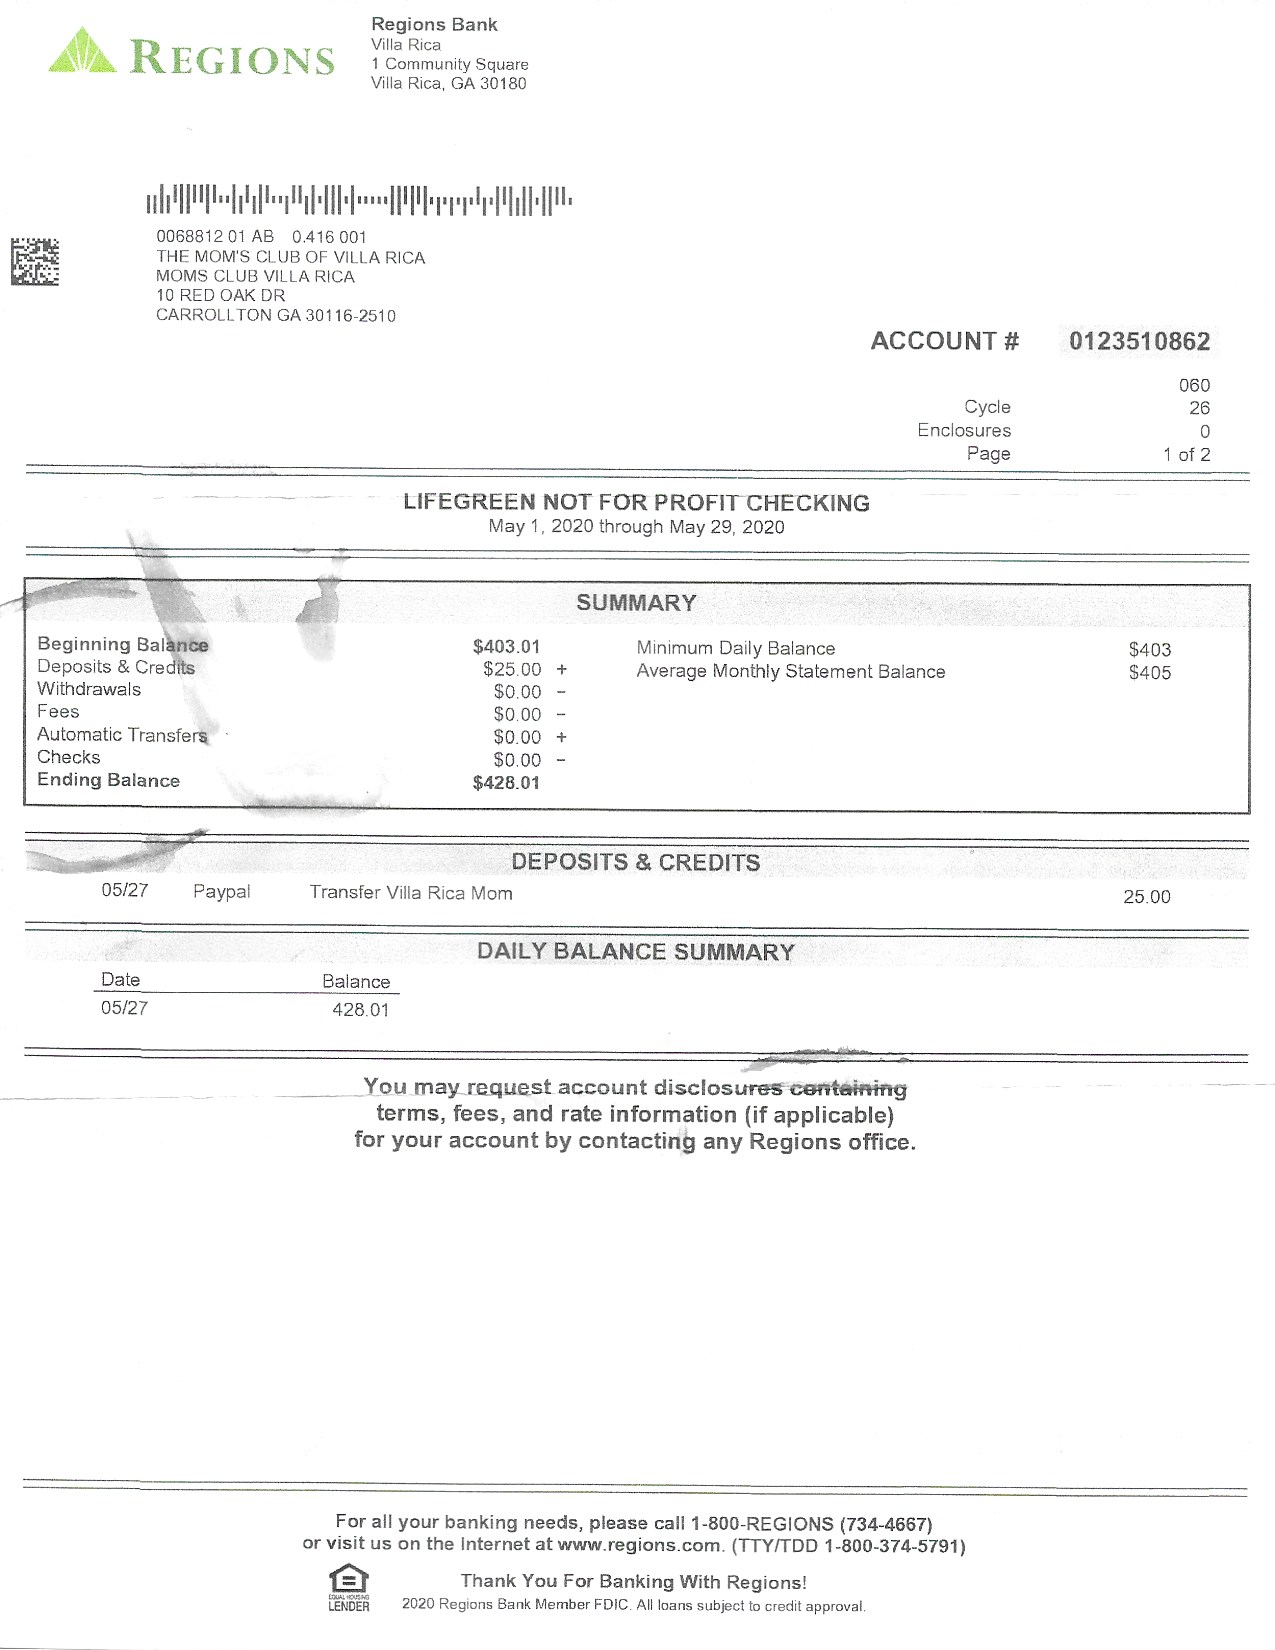 REGIONS
Regions Bank
Villa Rica
1 Community Square
Villa Rica, GA 30180
0068812 01 AB 0.416 001
THE MOM'S CLUB OF VILLA RICA
MOMS CLUB VILLA RICA
10 RED OAK DR
CARROLLTON GA 30116-2510
ACCOUNT # 0123510862
060
Cycle 26
Enclosures 0
Page 1 of 2
LIFEGREEN NOT FOR PROFIT CHECKING
May 1, 2020 through May 29, 2020
SUMMARY
Beginning Balance $403.01 Minimum Daily Balance $403
Deposits & Credits $25.00 + Average Monthly Statement Balance $405
Withdrawals $0.00 -
Fees $0.00 -
Automatic Transfers $0.00 +
Checks $0.00 -
Ending Balance $428.01
DEPOSITS & CREDITS
05/27 Paypal Transfer Villa Rica Mom 25.00
DAILY BALANCE SUMMARY
Date Balance
05/27 428.01
You may request account disclosures containing
terms, fees, and rate information (if applicable)
for your account by contacting any Regions office.
For all your banking needs, please call 1-800-REGIONS (734-4667)
or visit us on the Internet at www.regions.com. (TTY/TDD 1-800-374-5791)
Thank You For Banking With Regions!
EQUAL HOUSING
LENDER
2020 Regions Bank Member FDIC. All loans subject to credit approval.